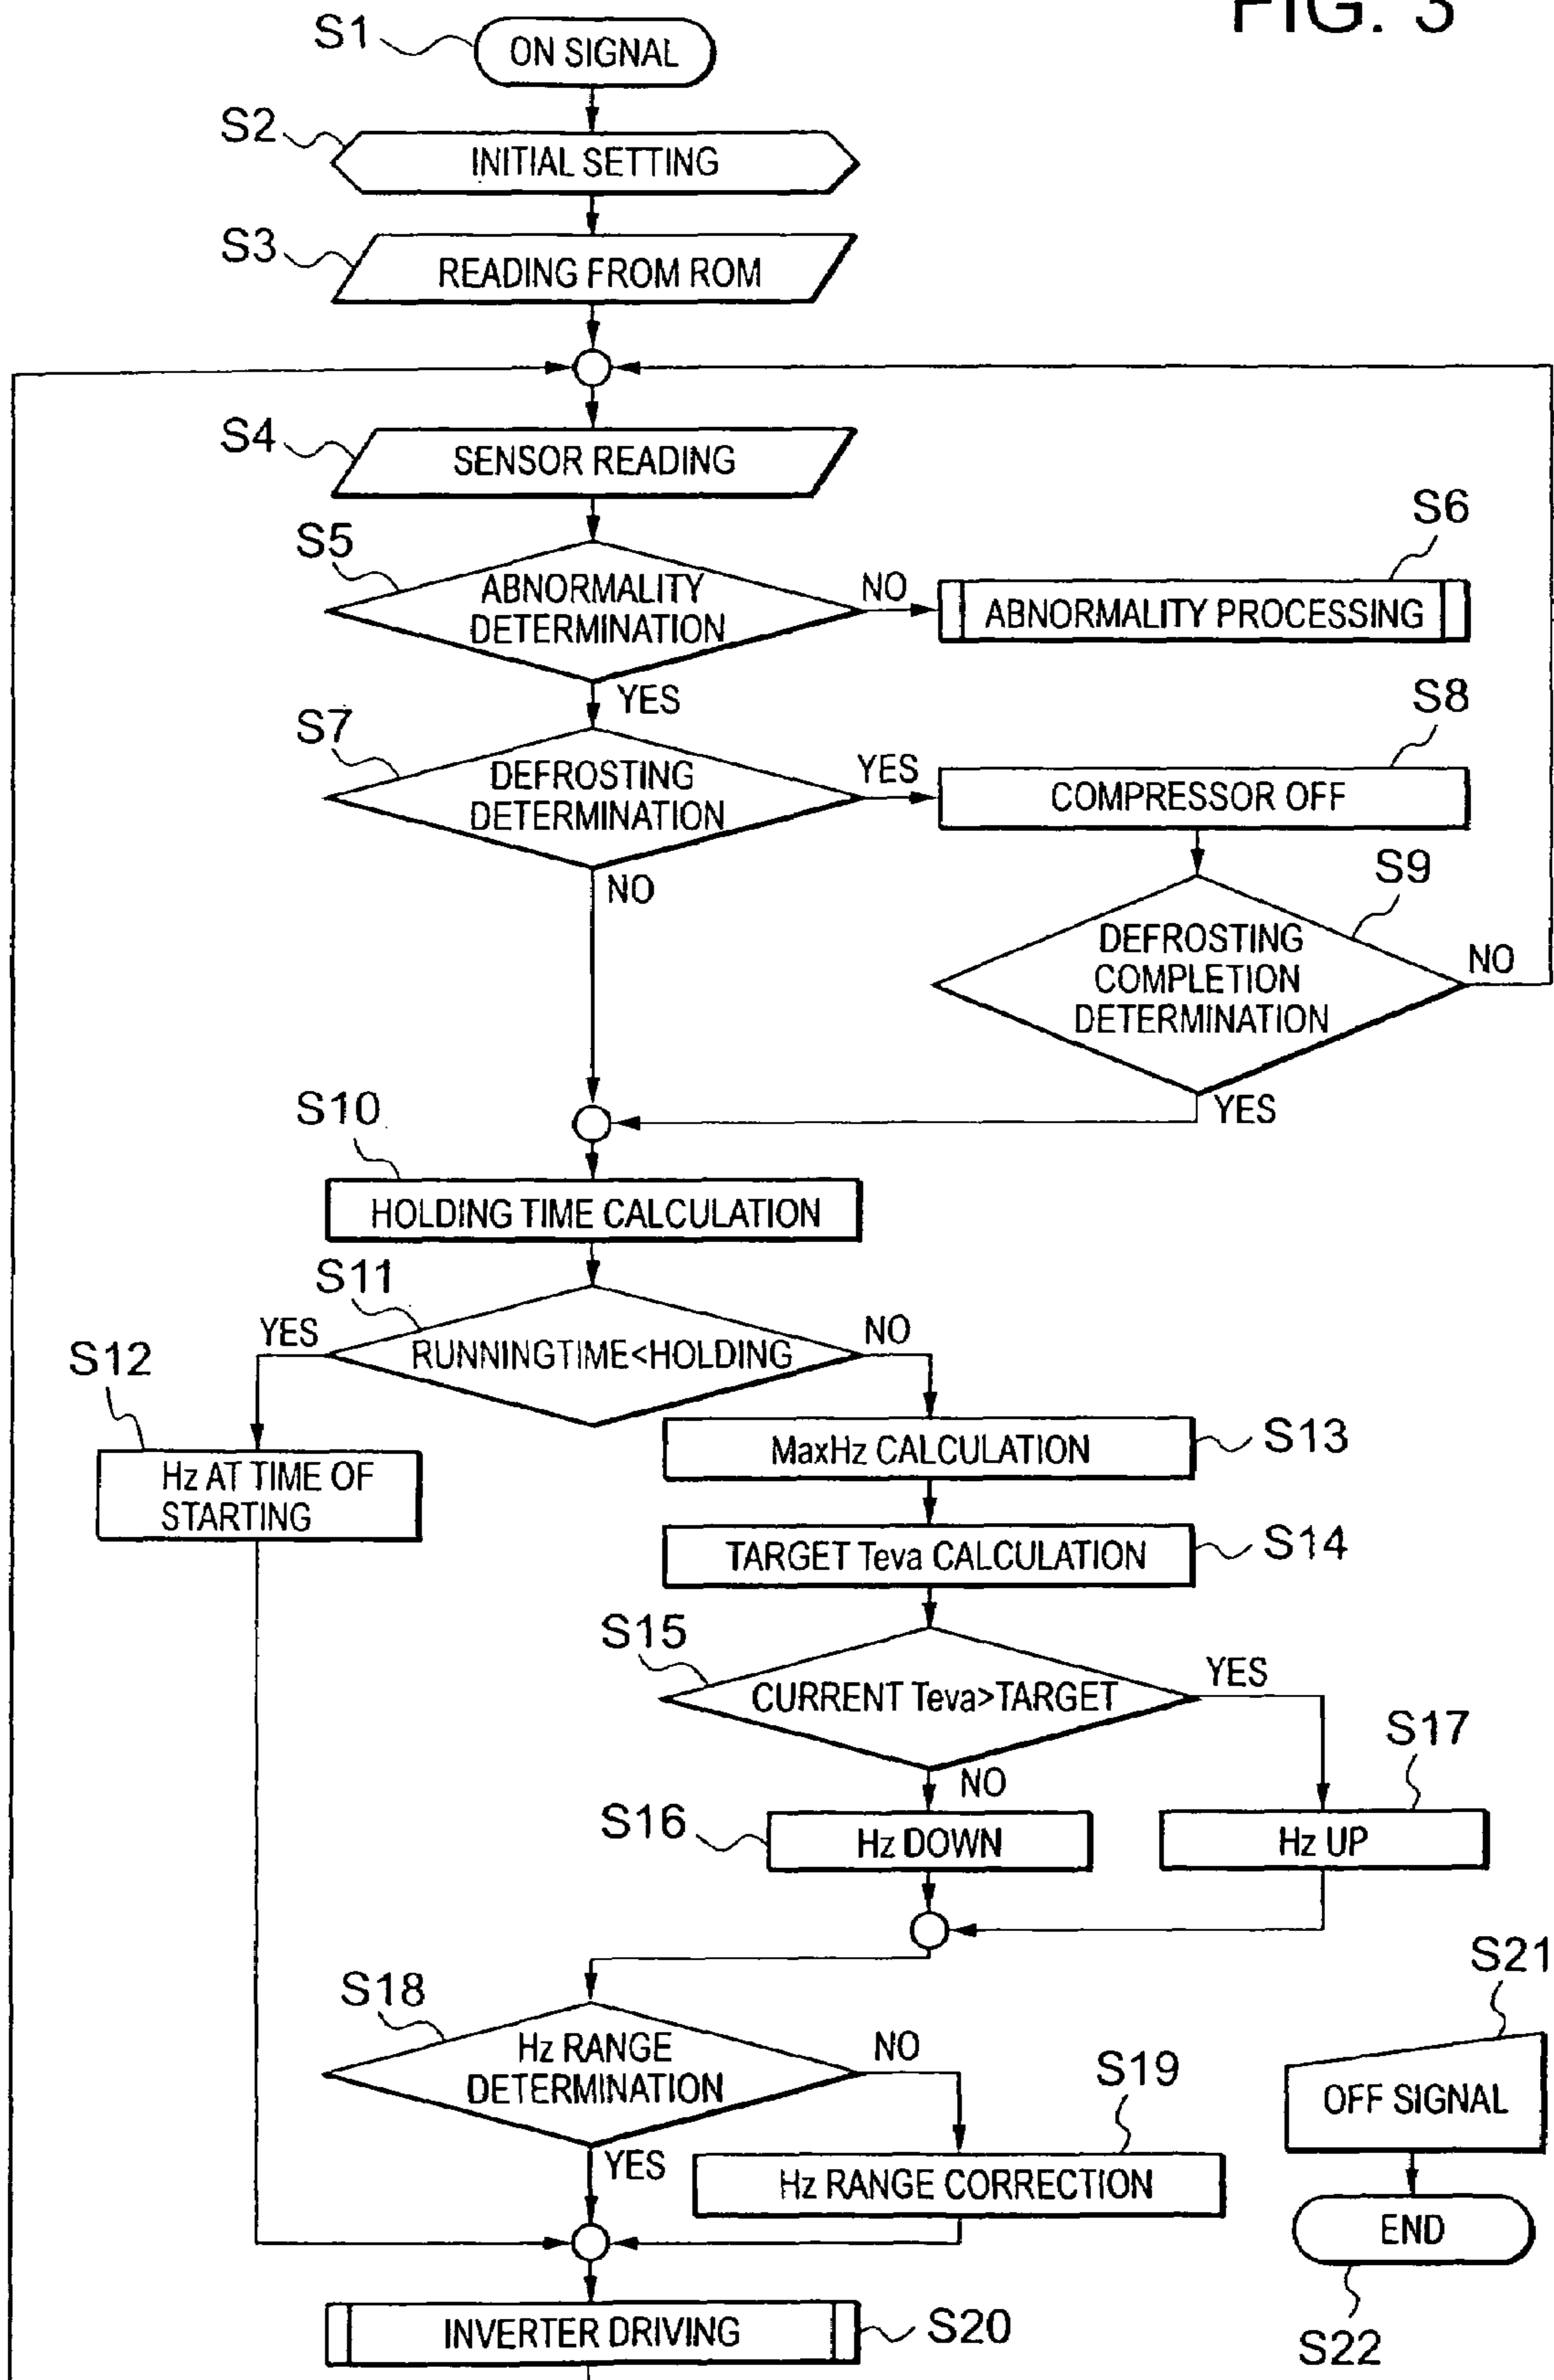 FIG. 3
S1
ON SIGNAL
S2
INITIAL SETTING
S3
READING FROM ROM
S4
SENSOR READING
S5
ABNORMALITY
DETERMINATION
NO
S6
ABNORMALITY PROCESSING
YES
S7
DEFROSTING
DETERMINATION
YES
S8
COMPRESSOR OFF
NO
S9
DEFROSTING
COMPLETION
DETERMINATION
NO
YES
S10
HOLDING TIME CALCULATION
S11
RUNNINGTIME<HOLDING
YES
NO
S12
Hz AT TIME OF
STARTING
MaxHz CALCULATION
S13
TARGET Teva CALCULATION
S14
S15
CURRENT Teva>TARGET
YES
NO
S16
Hz DOWN
S17
Hz UP
S18
Hz RANGE
DETERMINATION
NO
YES
S19
Hz RANGE CORRECTION
S21
OFF SIGNAL
END
S22
INVERTER DRIVING
S20